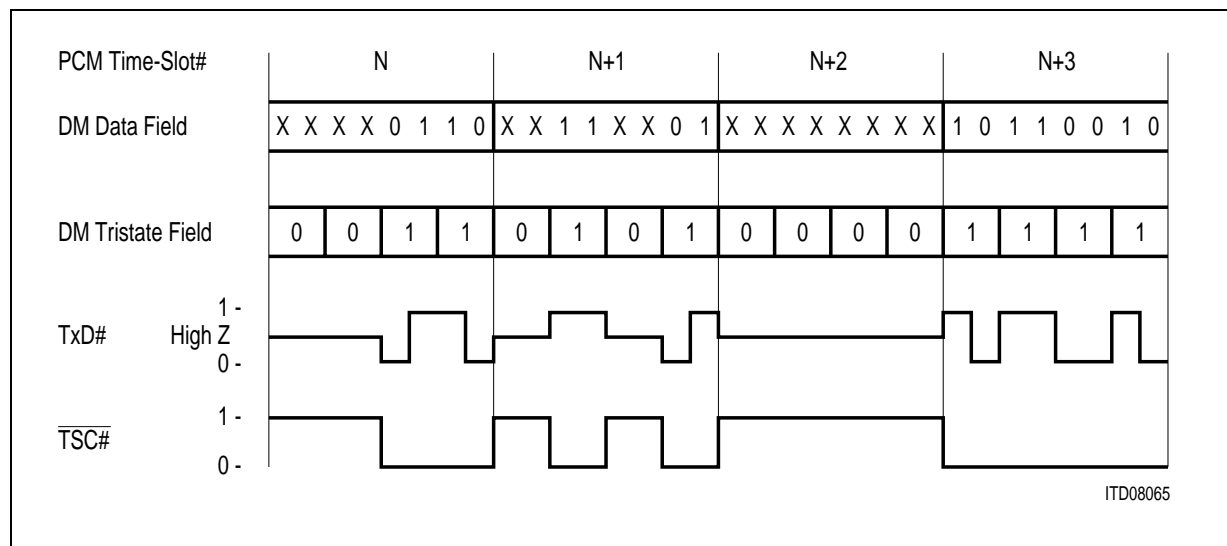 PCM Time-Slot# N N+1 N+2 N+3
DM Data Field X X X X 0 1 1 0 X X 1 1 X X 0 1 X X X X X X X X 1 0 1 1 0 0 1 0
DM Tristate Field 0 0 1 1 0 1 0 1 0 0 0 0 1 1 1 1
1 -
TxD# High Z
0 -
1 -
TSC#
0 -
ITD08065